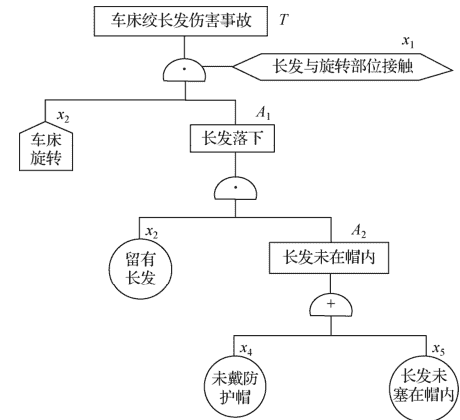 车床绞长发伤害事故 T
x1
· 长发与旋转部位接触
x2
A1
车床
旋转
长发落下
·
x2
A2
留有
长发
长发未在帽内
+
x4
x5
未戴防
护帽
长发未
塞在帽内